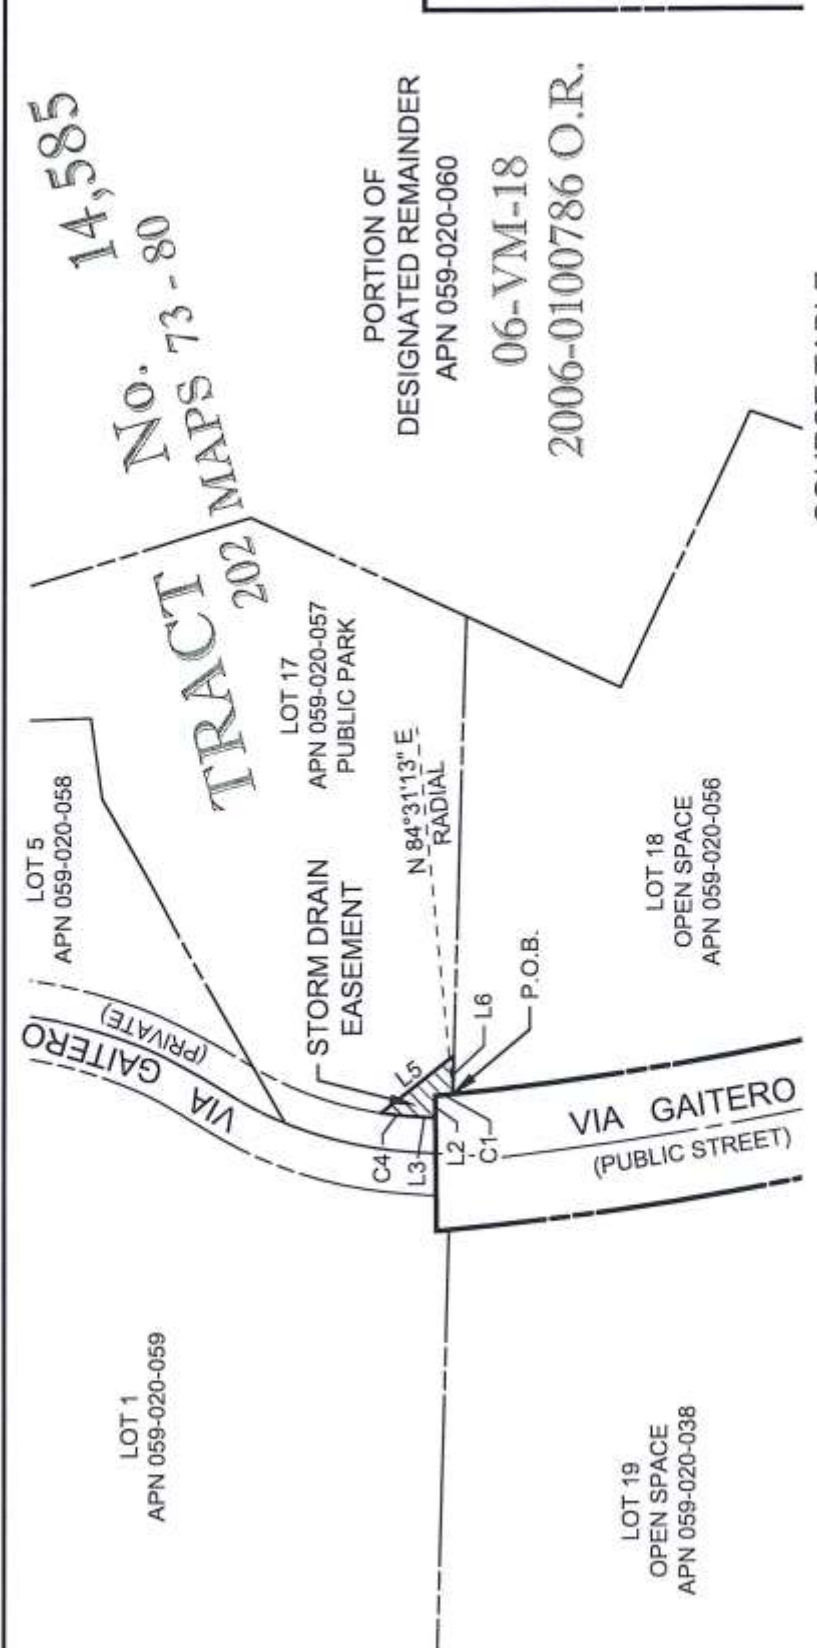 TRACT No. 14,585
202 MAPS 73 - 80
LOT 5
APN 059-020-058
LOT 17
APN 059-020-057
PUBLIC PARK
PORTION OF
DESIGNATED REMAINDER
APN 059-020-060
06-VM-18
2006-0100786 O.R.
LOT 1
APN 059-020-059
VIA GAITERO
(PRIVATE)
STORM DRAIN
EASEMENT
N 84°31'13" E
RADIAL
L5
L6
P.O.B.
C4
L3
L2
C1
VIA GAITERO
(PUBLIC STREET)
LOT 18
OPEN SPACE
APN 059-020-056
LOT 19
OPEN SPACE
APN 059-020-038